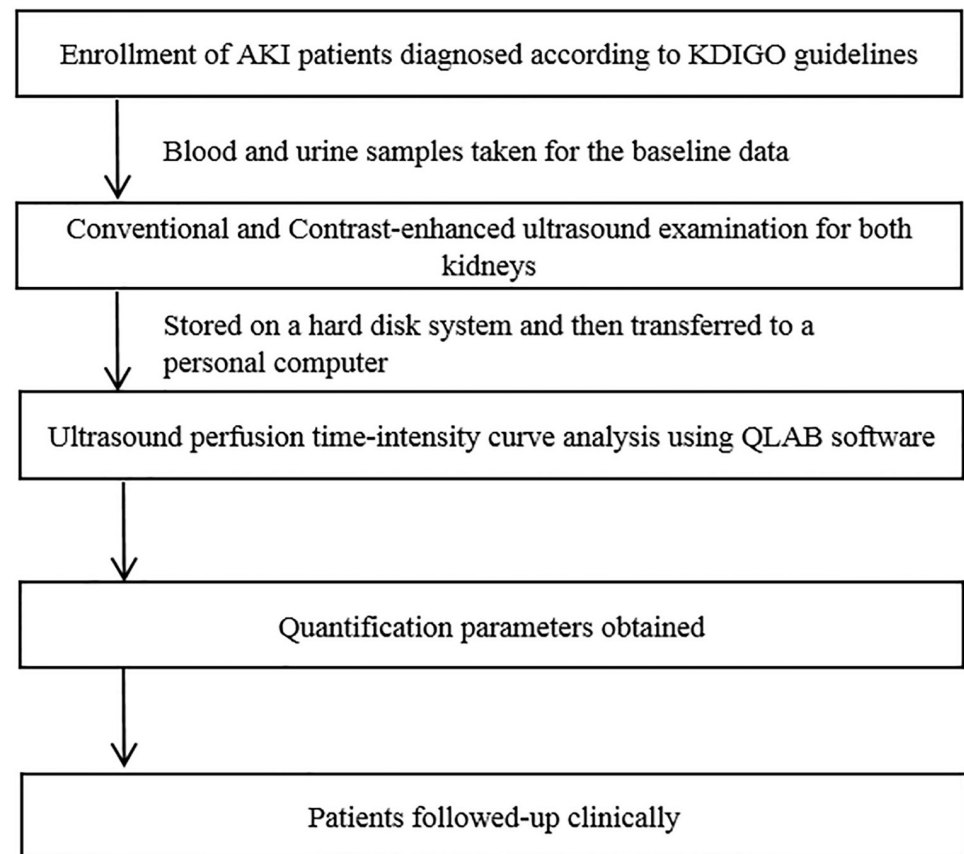 Enrollment of AKI patients diagnosed according to KDIGO guidelines
Blood and urine samples taken for the baseline data
Conventional and Contrast-enhanced ultrasound examination for both
kidneys
Stored on a hard disk system and then transferred to a
personal computer
Ultrasound perfusion time-intensity curve analysis using QLAB software
Quantification parameters obtained
Patients followed-up clinically